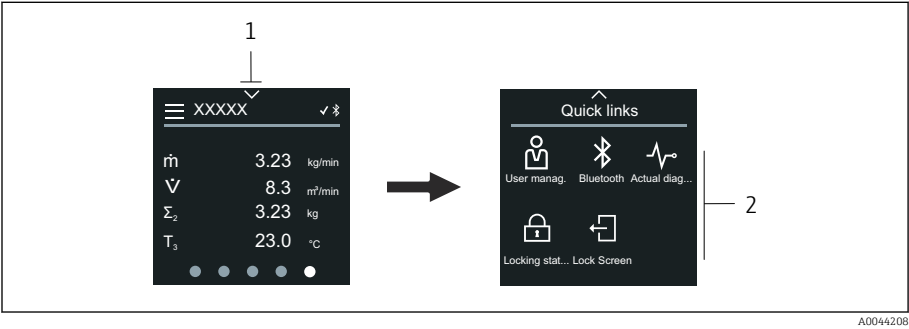 1
XXXXX
ṁ 3.23 kg/min
V̇ 8.3 m³/min
Σ₂ 3.23 kg
T₃ 23.0 °C
Quick links
User manag. Bluetooth Actual diag...
Locking stat... Lock Screen
2
A0044208